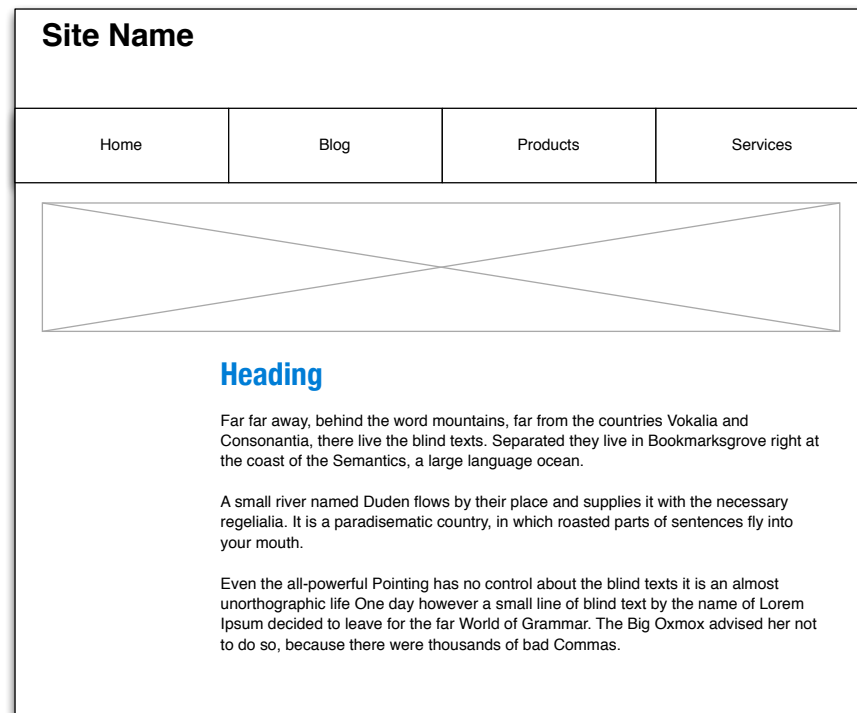 Site Name
Home
Blog
Products
Services
Heading
Far far away, behind the word mountains, far from the countries Vokalia and
Consonantia, there live the blind texts. Separated they live in Bookmarksgrove right at
the coast of the Semantics, a large language ocean.
A small river named Duden flows by their place and supplies it with the necessary
regelialia. It is a paradisematic country, in which roasted parts of sentences fly into
your mouth.
Even the all-powerful Pointing has no control about the blind texts it is an almost
unorthographic life One day however a small line of blind text by the name of Lorem
Ipsum decided to leave for the far World of Grammar. The Big Oxmox advised her not
to do so, because there were thousands of bad Commas.